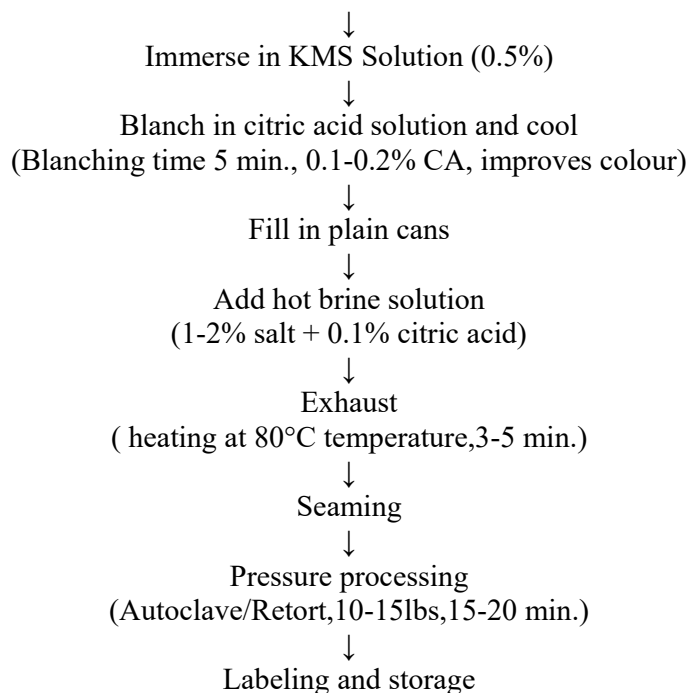 ↓
Immerse in KMS Solution (0.5%)
↓
Blanch in citric acid solution and cool
(Blanching time 5 min., 0.1-0.2% CA, improves colour)
↓
Fill in plain cans
↓
Add hot brine solution
(1-2% salt + 0.1% citric acid)
↓
Exhaust
( heating at 80°C temperature,3-5 min.)
↓
Seaming
↓
Pressure processing
(Autoclave/Retort,10-15lbs,15-20 min.)
↓
Labeling and storage